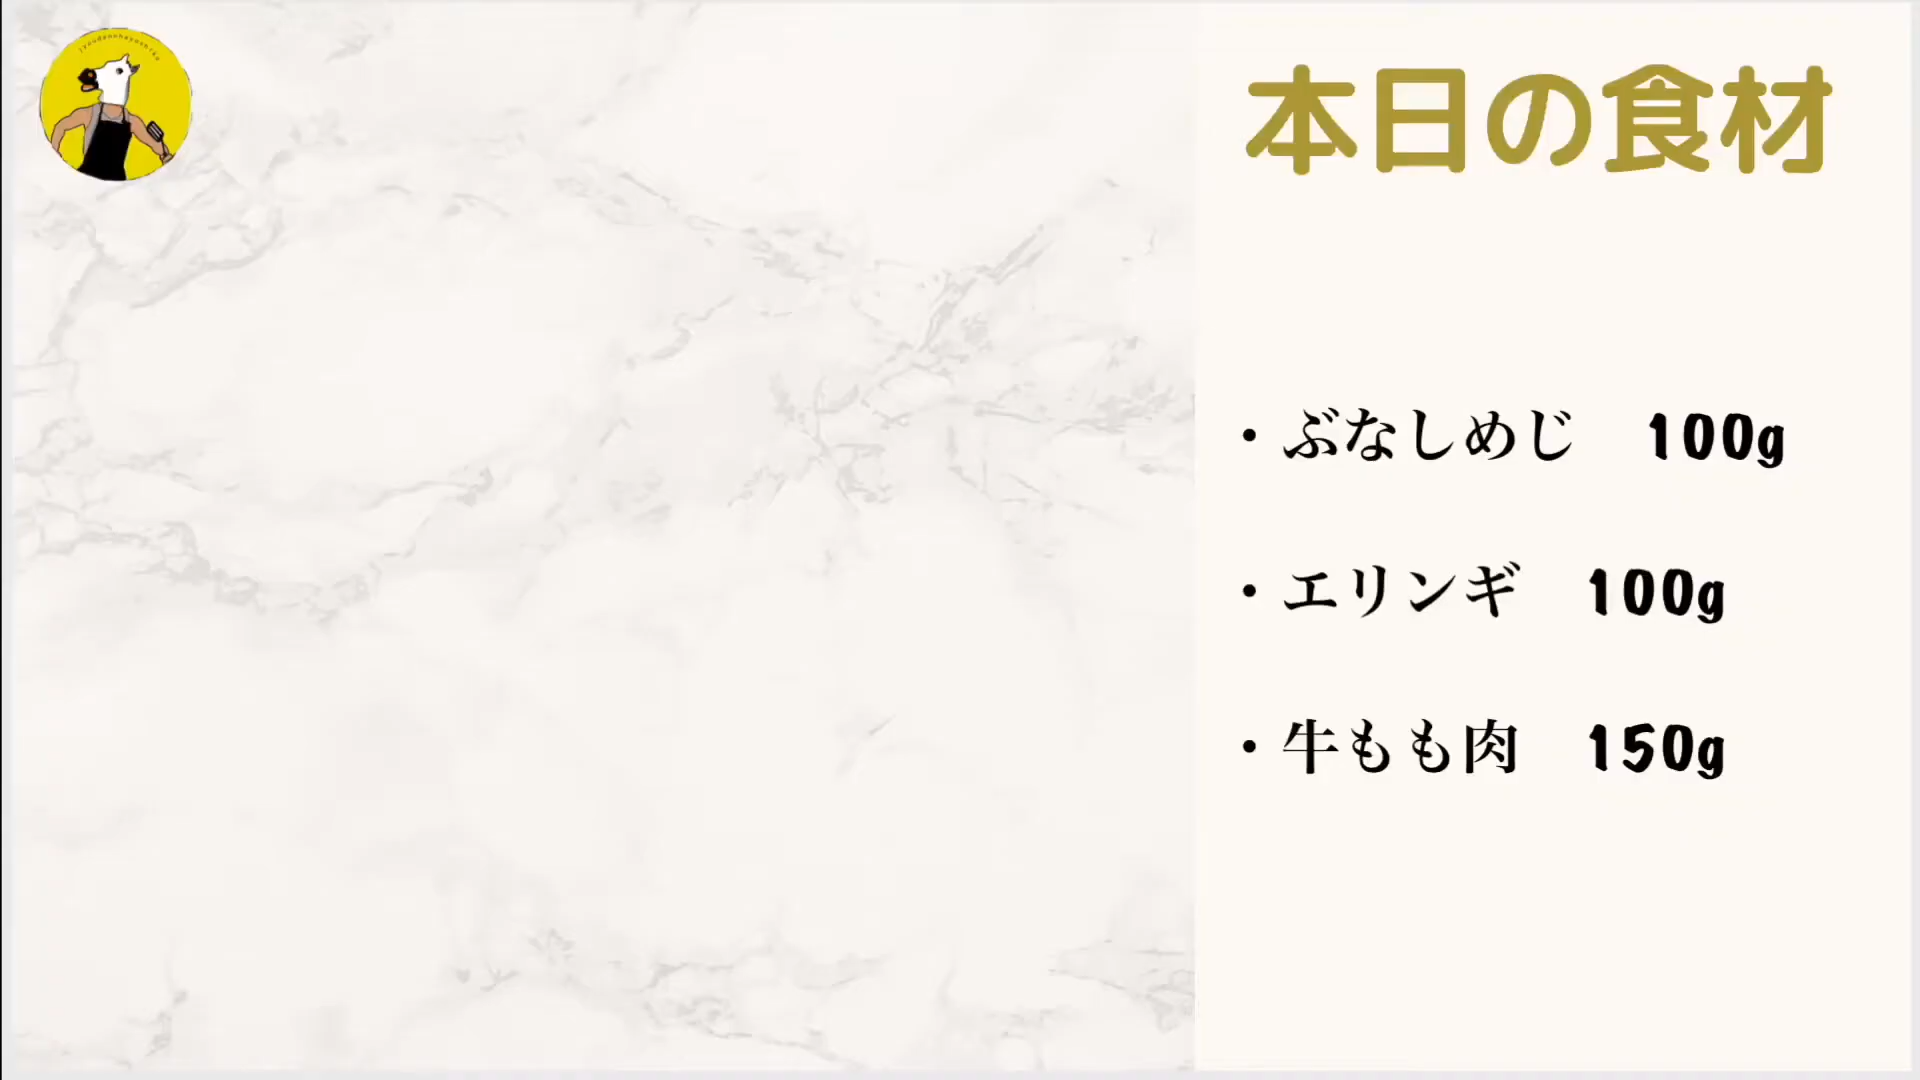 本日の食材
・ぶなしめじ　100g
・エリンギ　100g
・牛もも肉　150g